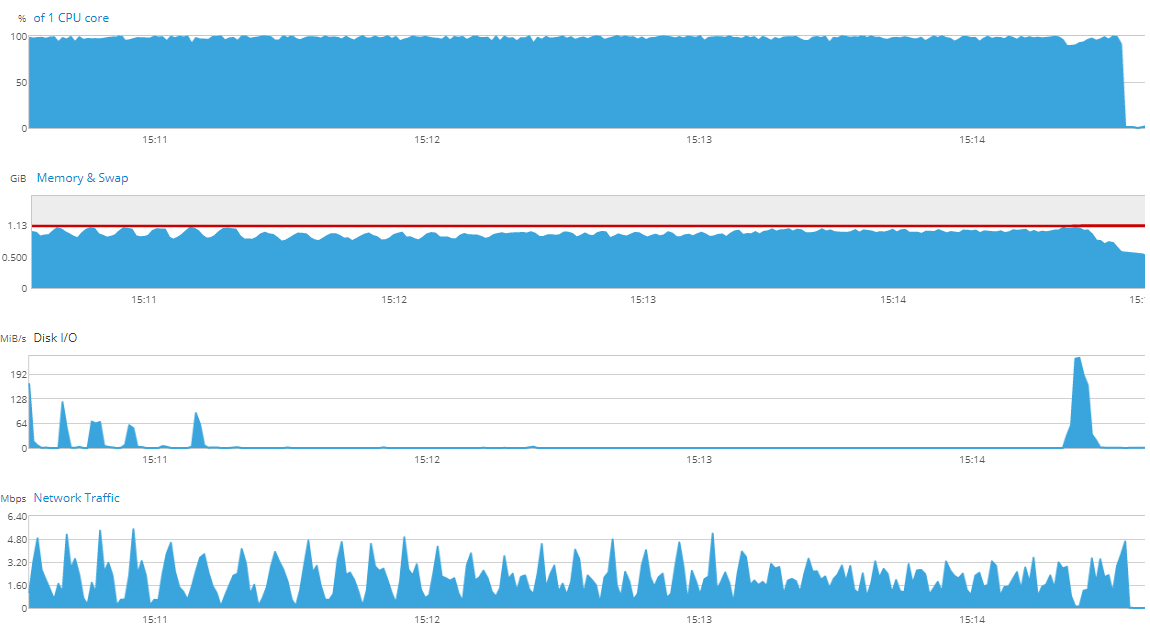 % of 1 CPU core
100
50
0
15:11 15:12 15:13 15:14
GiB Memory & Swap
1.13
0.500
0
15:11 15:12 15:13 15:14 15:
MiB/s Disk I/O
192
128
64
0
15:11 15:12 15:13 15:14
Mbps Network Traffic
6.40
4.80
3.20
1.60
0
15:11 15:12 15:13 15:14